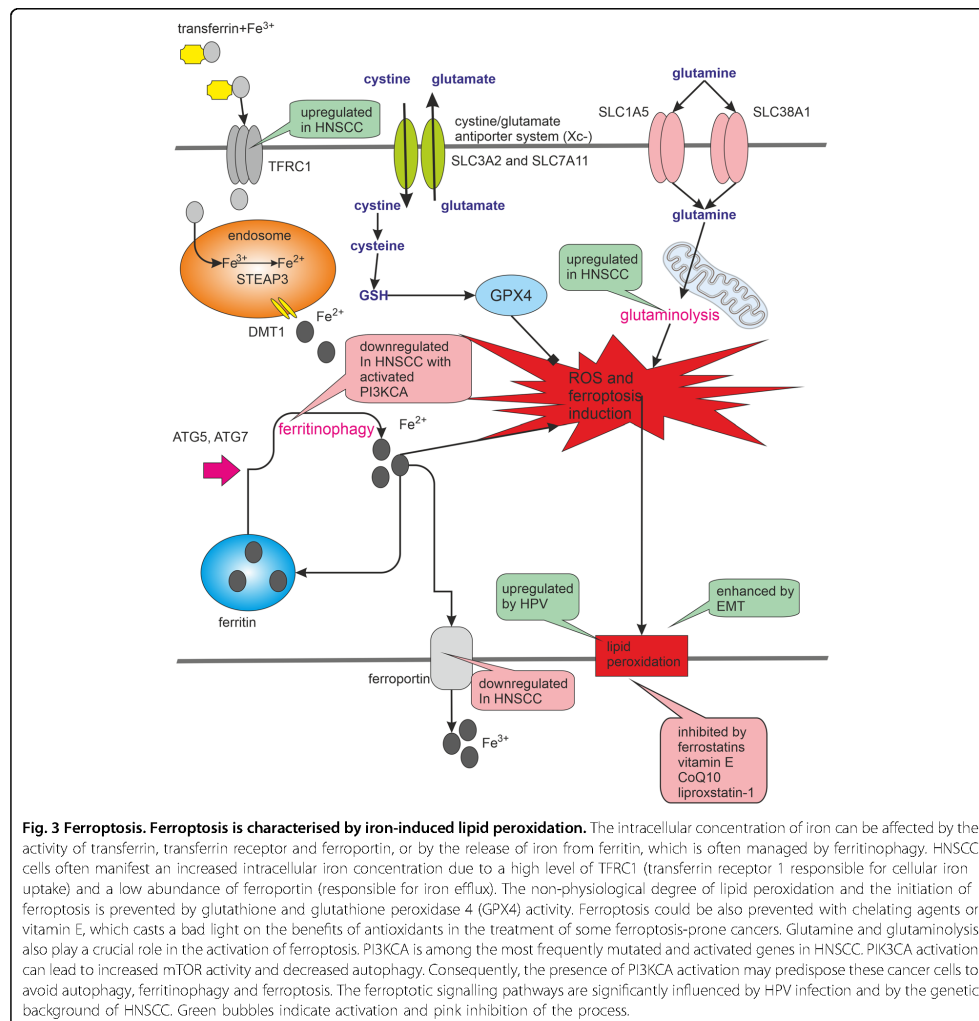 transferrin+Fe³⁺
cystine
glutamate
glutamine
upregulated
in HNSCC
SLC1A5
SLC38A1
cystine/glutamate
antiporter system (Xc-)
TFRC1
SLC3A2 and SLC7A11
cystine
glutamate
glutamine
endosome
cysteine
Fe³⁺
Fe²⁺
STEAP3
upregulated
in HNSCC
GSH
GPX4
DMT1
Fe²⁺
glutaminolysis
downregulated
In HNSCC with
activated
PI3KCA
ROS and
ferroptosis
induction
ATG5, ATG7
ferritinophagy
Fe²⁺
ferritin
upregulated
by HPV
enhanced by
EMT
lipid
peroxidation
ferroportin
downregulated
In HNSCC
Fe³⁺
inhibited by
ferrostatins
vitamin E
CoQ10
liproxstatin-1
Fig. 3 Ferroptosis. Ferroptosis is characterised by iron-induced lipid peroxidation. The intracellular concentration of iron can be affected by the
activity of transferrin, transferrin receptor and ferroportin, or by the release of iron from ferritin, which is often managed by ferritinophagy. HNSCC
cells often manifest an increased intracellular iron concentration due to a high level of TFRC1 (transferrin receptor 1 responsible for cellular iron
uptake) and a low abundance of ferroportin (responsible for iron efflux). The non-physiological degree of lipid peroxidation and the initiation of
ferroptosis is prevented by glutathione and glutathione peroxidase 4 (GPX4) activity. Ferroptosis could be also prevented with chelating agents or
vitamin E, which casts a bad light on the benefits of antioxidants in the treatment of some ferroptosis-prone cancers. Glutamine and glutaminolysis
also play a crucial role in the activation of ferroptosis. PI3KCA is among the most frequently mutated and activated genes in HNSCC. PIK3CA activation
can lead to increased mTOR activity and decreased autophagy. Consequently, the presence of PI3KCA activation may predispose these cancer cells to
avoid autophagy, ferritinophagy and ferroptosis. The ferroptotic signalling pathways are significantly influenced by HPV infection and by the genetic
background of HNSCC. Green bubbles indicate activation and pink inhibition of the process.